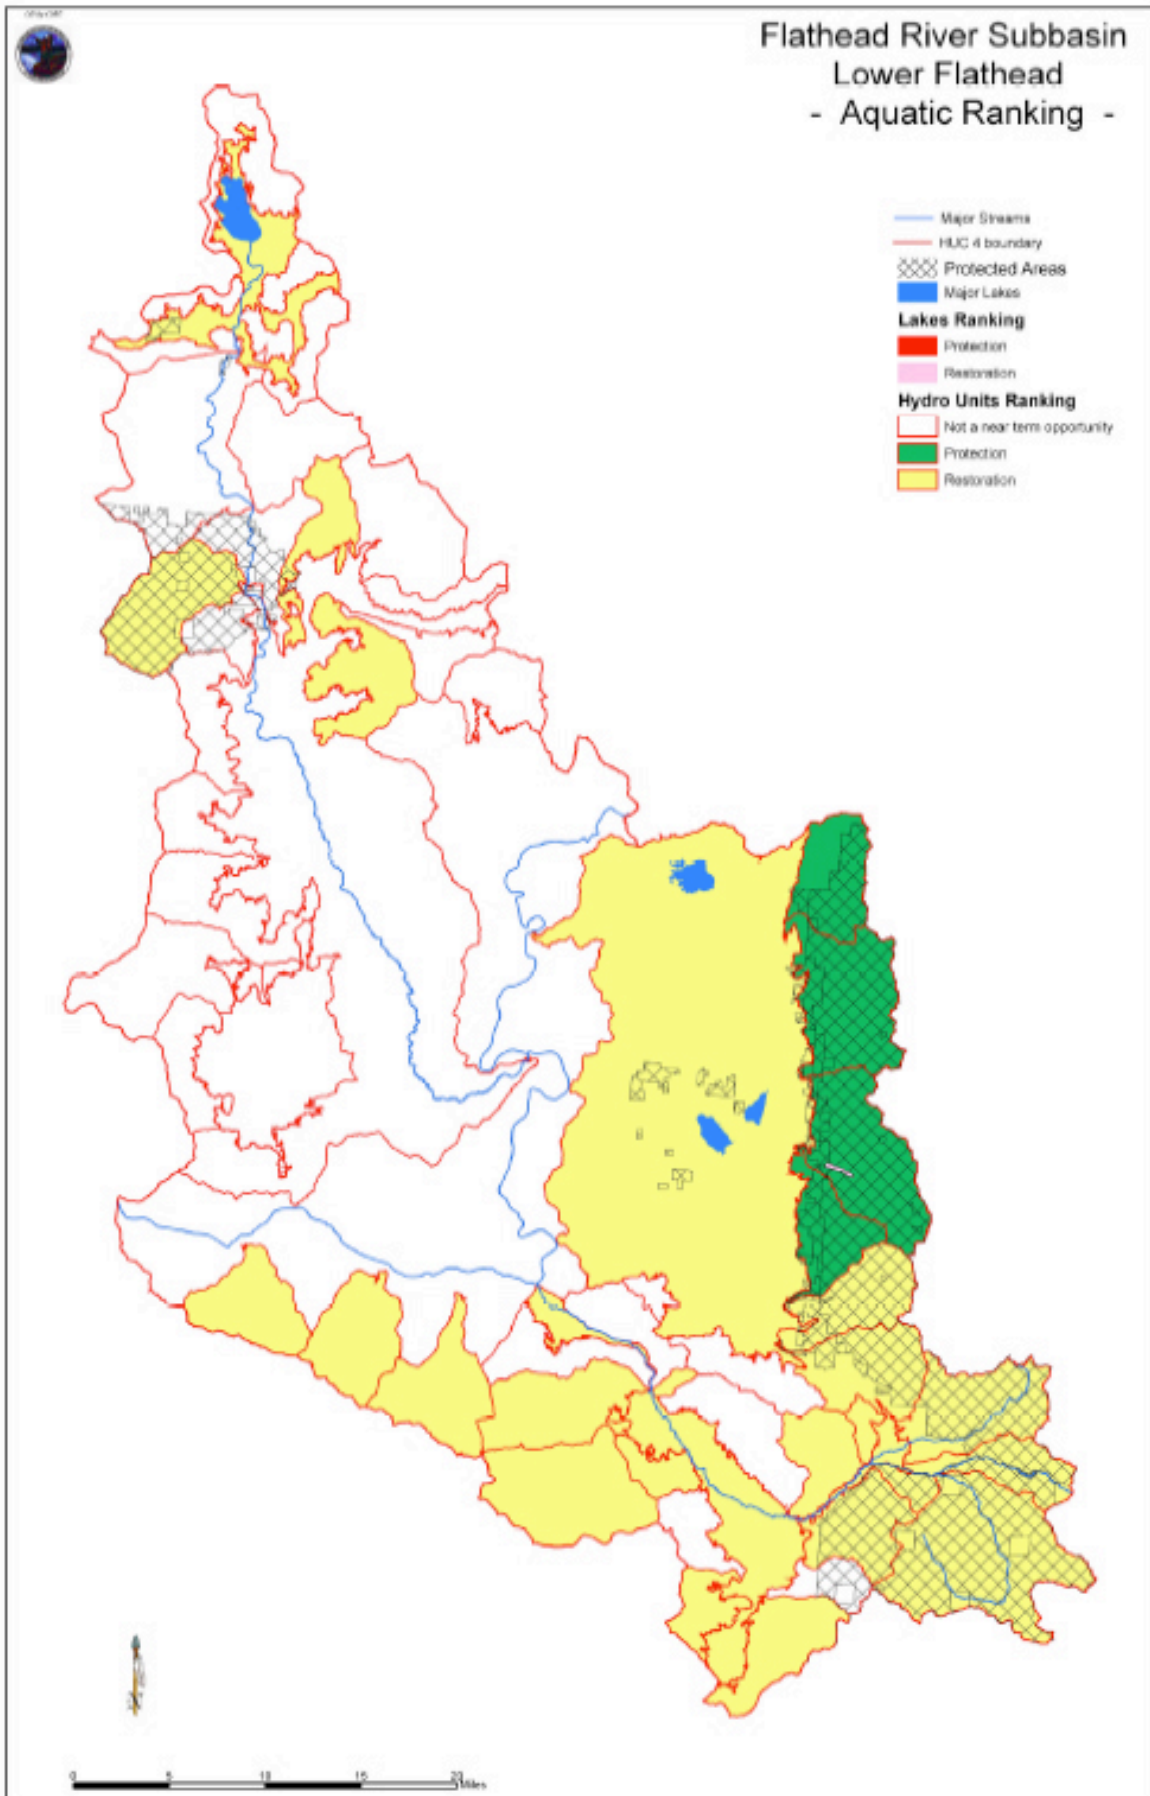 Flathead River Subbasin
Lower Flathead
- Aquatic Ranking -
Major Streams
HUC 4 boundary
Protected Areas
Major Lakes
Lakes Ranking
Protection
Restoration
Hydro Units Ranking
Not a near term opportunity
Protection
Restoration
0 5 10 15 20 Miles